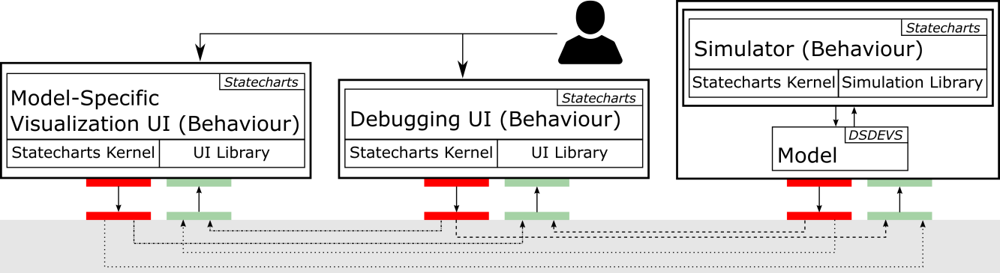 Statecharts
Model-Specific
Visualization UI (Behaviour)
Statecharts Kernel
UI Library
Statecharts
Debugging UI (Behaviour)
Statecharts Kernel
UI Library
Statecharts
Simulator (Behaviour)
Statecharts Kernel
Simulation Library
DSDEVS
Model